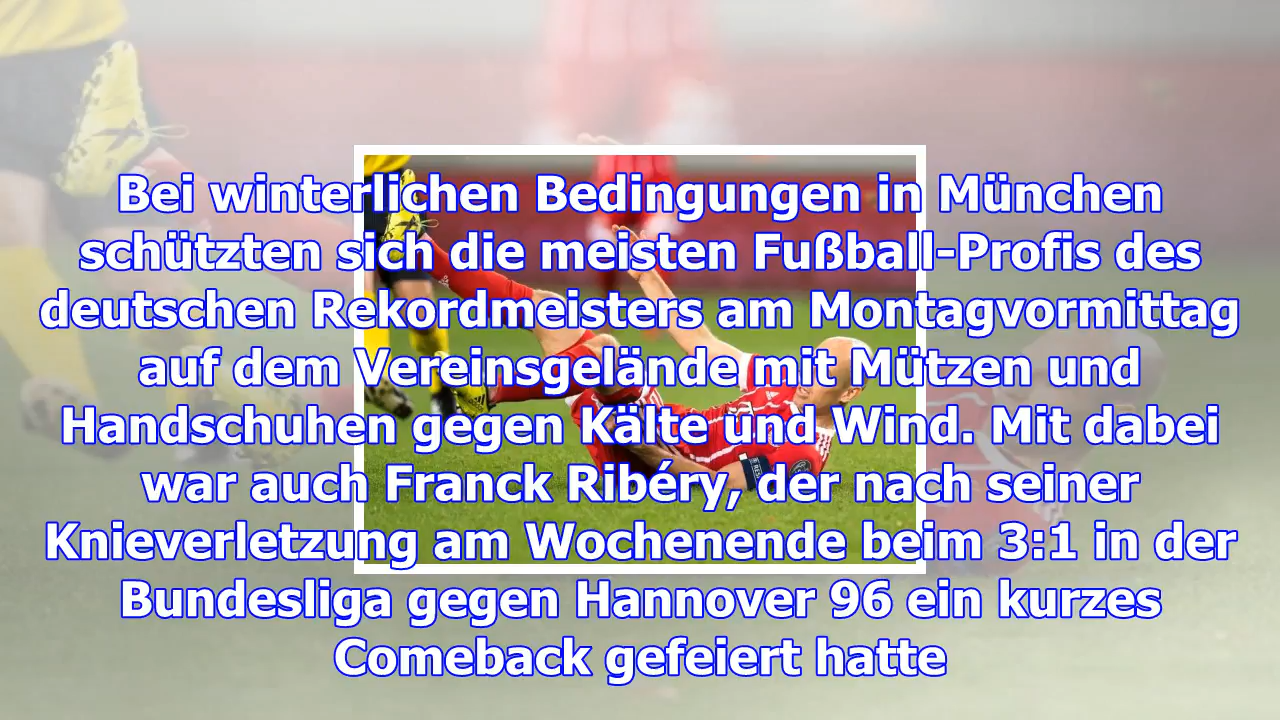 Bei winterlichen Bedingungen in München
schützten sich die meisten Fußball-Profis des
deutschen Rekordmeisters am Montagvormittag
auf dem Vereinsgelände mit Mützen und
Handschuhen gegen Kälte und Wind. Mit dabei
war auch Franck Ribéry, der nach seiner
Knieverletzung am Wochenende beim 3:1 in der
Bundesliga gegen Hannover 96 ein kurzes
Comeback gefeiert hatte